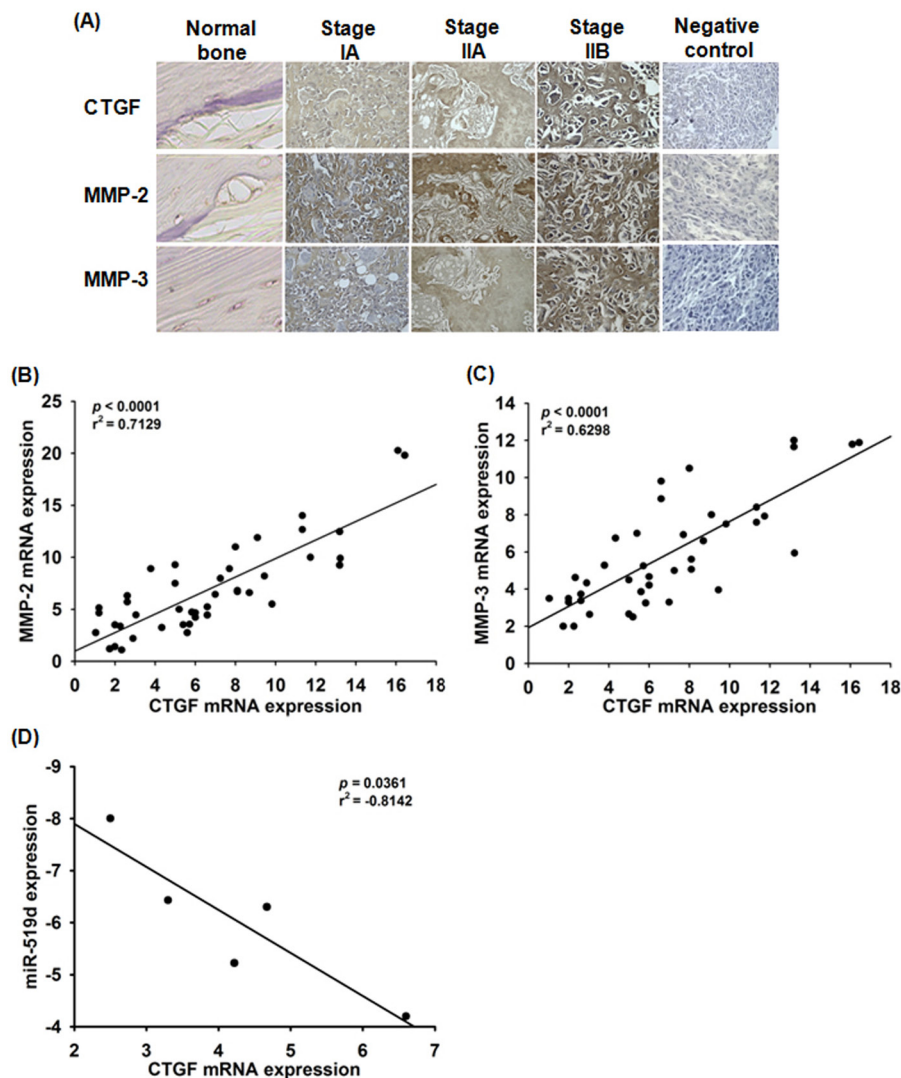 (A)
Normal bone
Stage IA
Stage IIA
Stage IIB
Negative control
CTGF
MMP-2
MMP-3
(B)
p < 0.0001
r² = 0.7129
MMP-2 mRNA expression
25
20
15
10
5
0
0 2 4 6 8 10 12 14 16 18
CTGF mRNA expression
(C)
p < 0.0001
r² = 0.6298
MMP-3 mRNA expression
14
12
10
8
6
4
2
0
0 2 4 6 8 10 12 14 16 18
CTGF mRNA expression
(D)
p = 0.0361
r² = -0.8142
miR-519d expression
-9
-8
-7
-6
-5
-4
2 3 4 5 6 7
CTGF mRNA expression